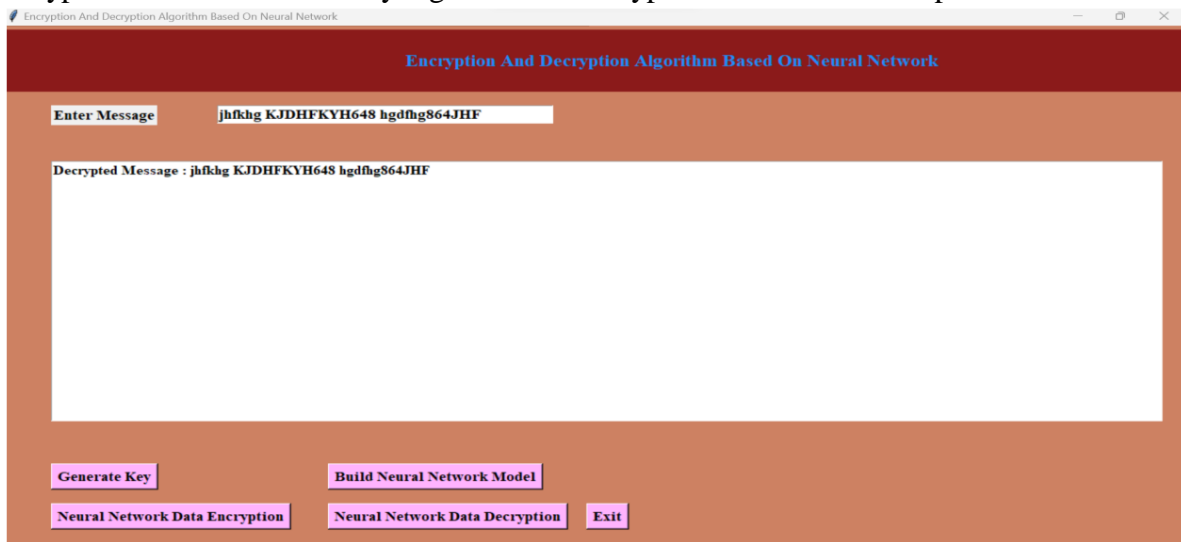 Encryption And Decryption Algorithm Based On Neural Network
Encryption And Decryption Algorithm Based On Neural Network
Enter Message jhfkhg KJDHFKYH648 hgdfhg864JHF
Decrypted Message : jhfkhg KJDHFKYH648 hgdfhg864JHF
Generate Key Build Neural Network Model
Neural Network Data Encryption Neural Network Data Decryption Exit